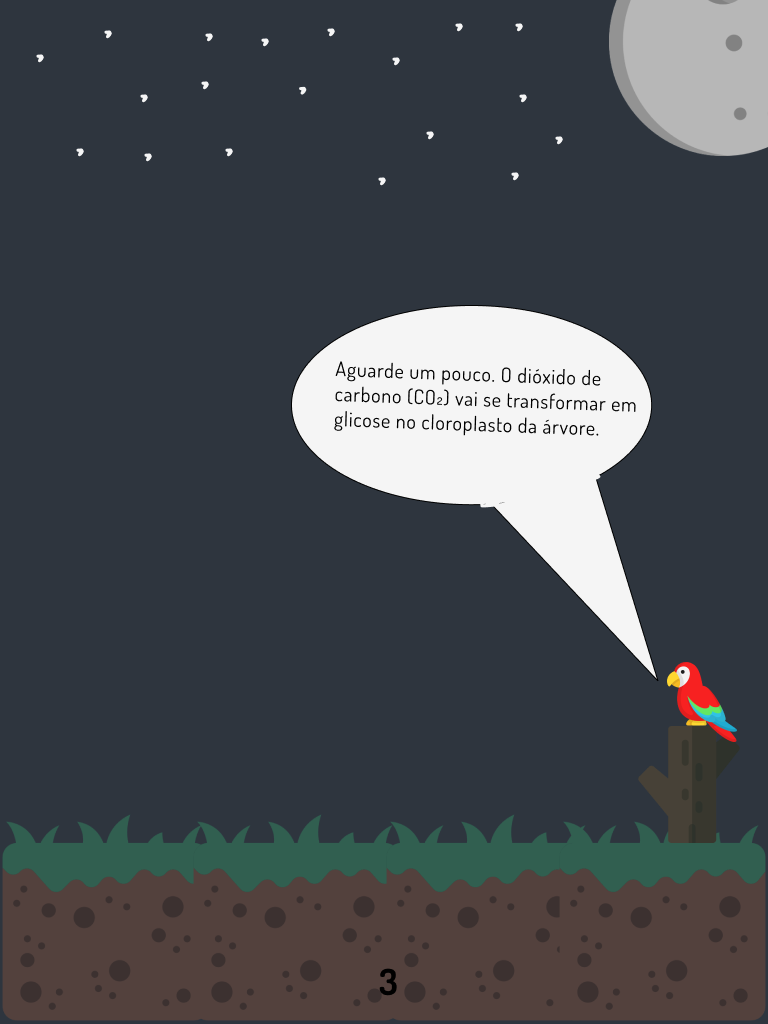 Aguarde um pouco. O dióxido de
carbono (CO₂) vai se transformar em
glicose no cloroplasto da árvore.
3